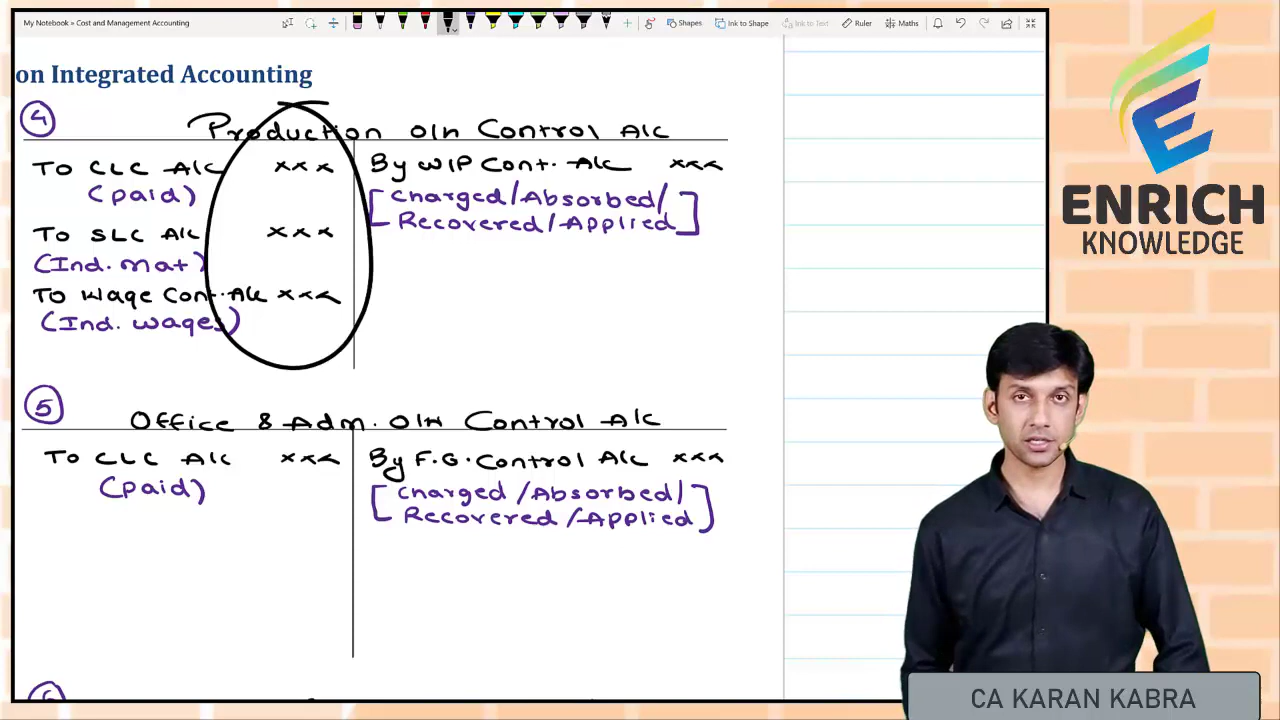 My Notebook » Cost and Management Accounting
Shapes
Ink to Shape
Ink to Text
Ruler
Maths
on Integrated Accounting
4
Production O/H Control A/c
To CLC A/c xxx
(paid)
To SLC A/c xxx
(Ind. mat)
To Wage Cont. A/c xxx
(Ind. wages)
By WIP Cont. A/c xxx
[Charged/Absorbed/
Recovered/Applied]
5
Office & Adm. O/H Control A/c
To CLC A/c xxx
(paid)
By F.G. Control A/c xxx
[Charged/Absorbed/
Recovered/Applied]
6
ENRICH
KNOWLEDGE
CA KARAN KABRA